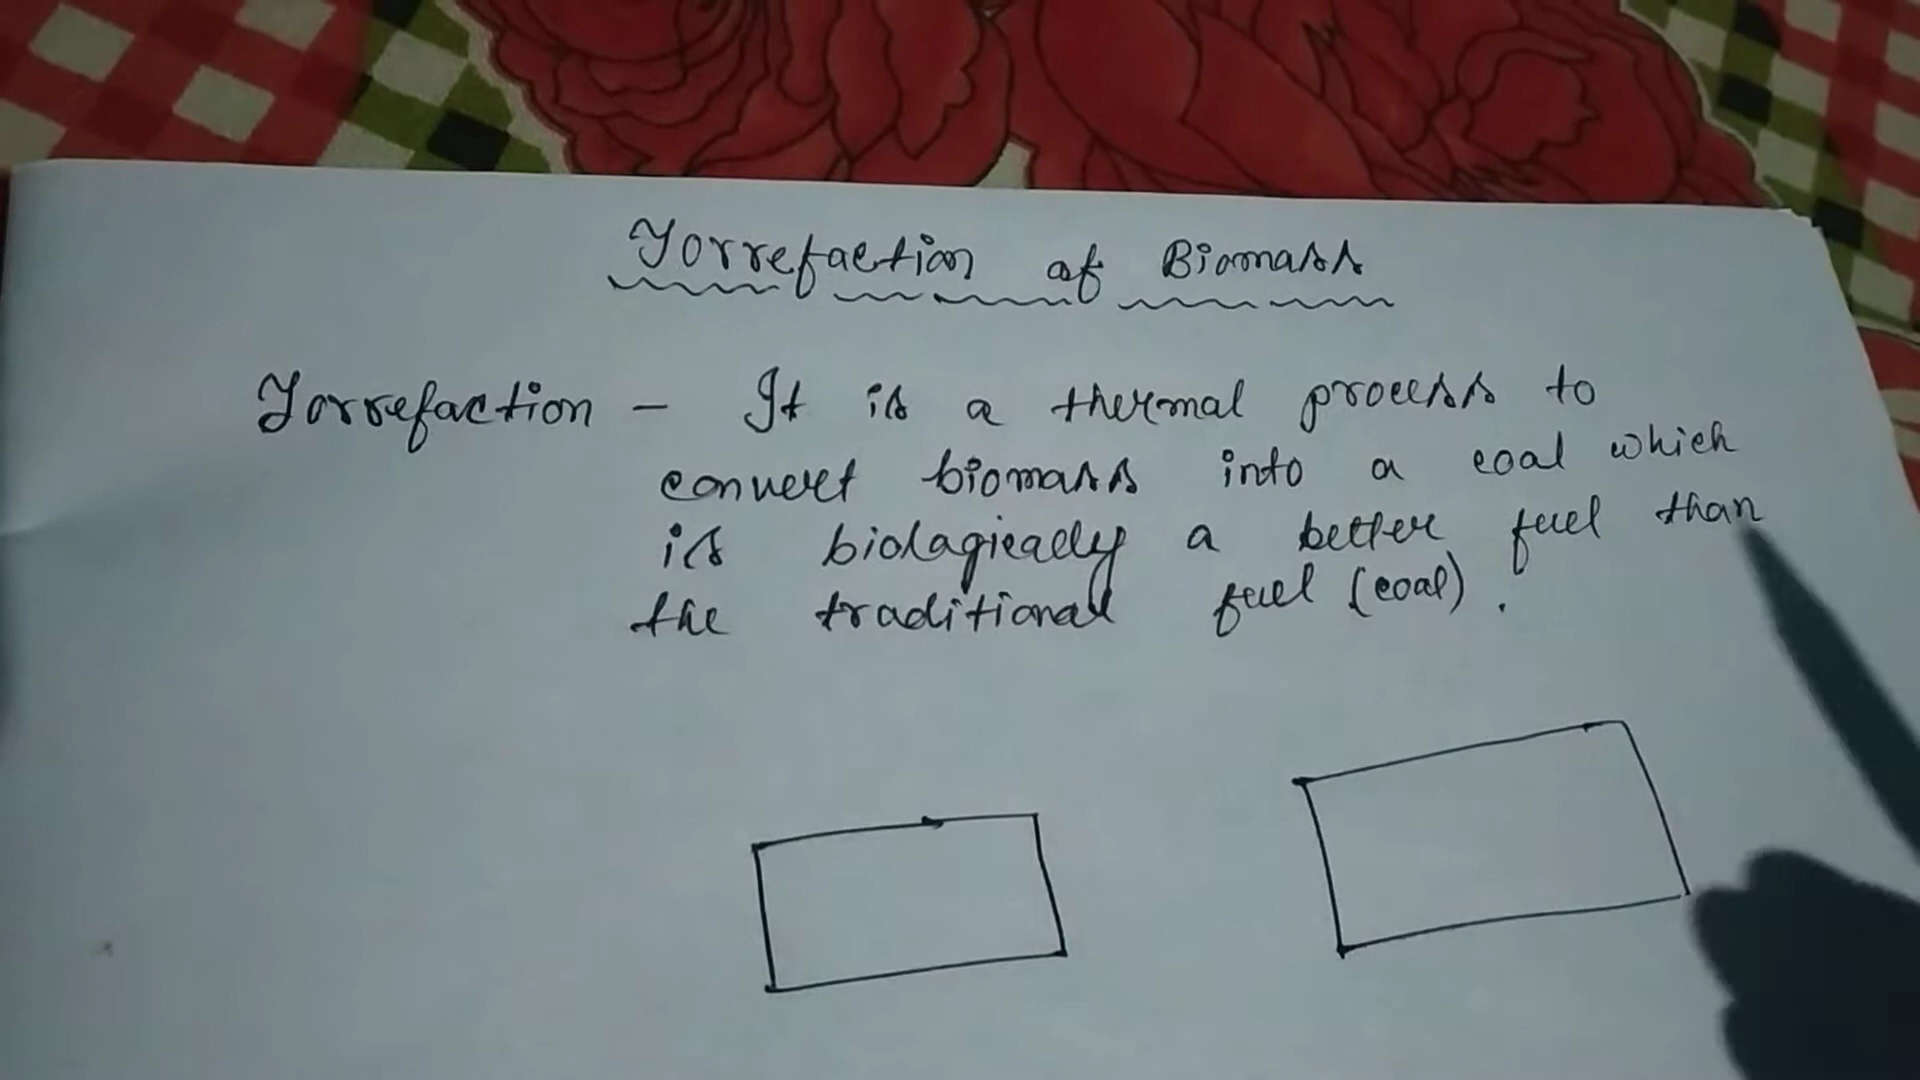 Torrefaction of Biomass
Torrefaction - It is a thermal process to
convert biomass into a coal which
is biologically a better fuel than
the traditional fuel (coal).